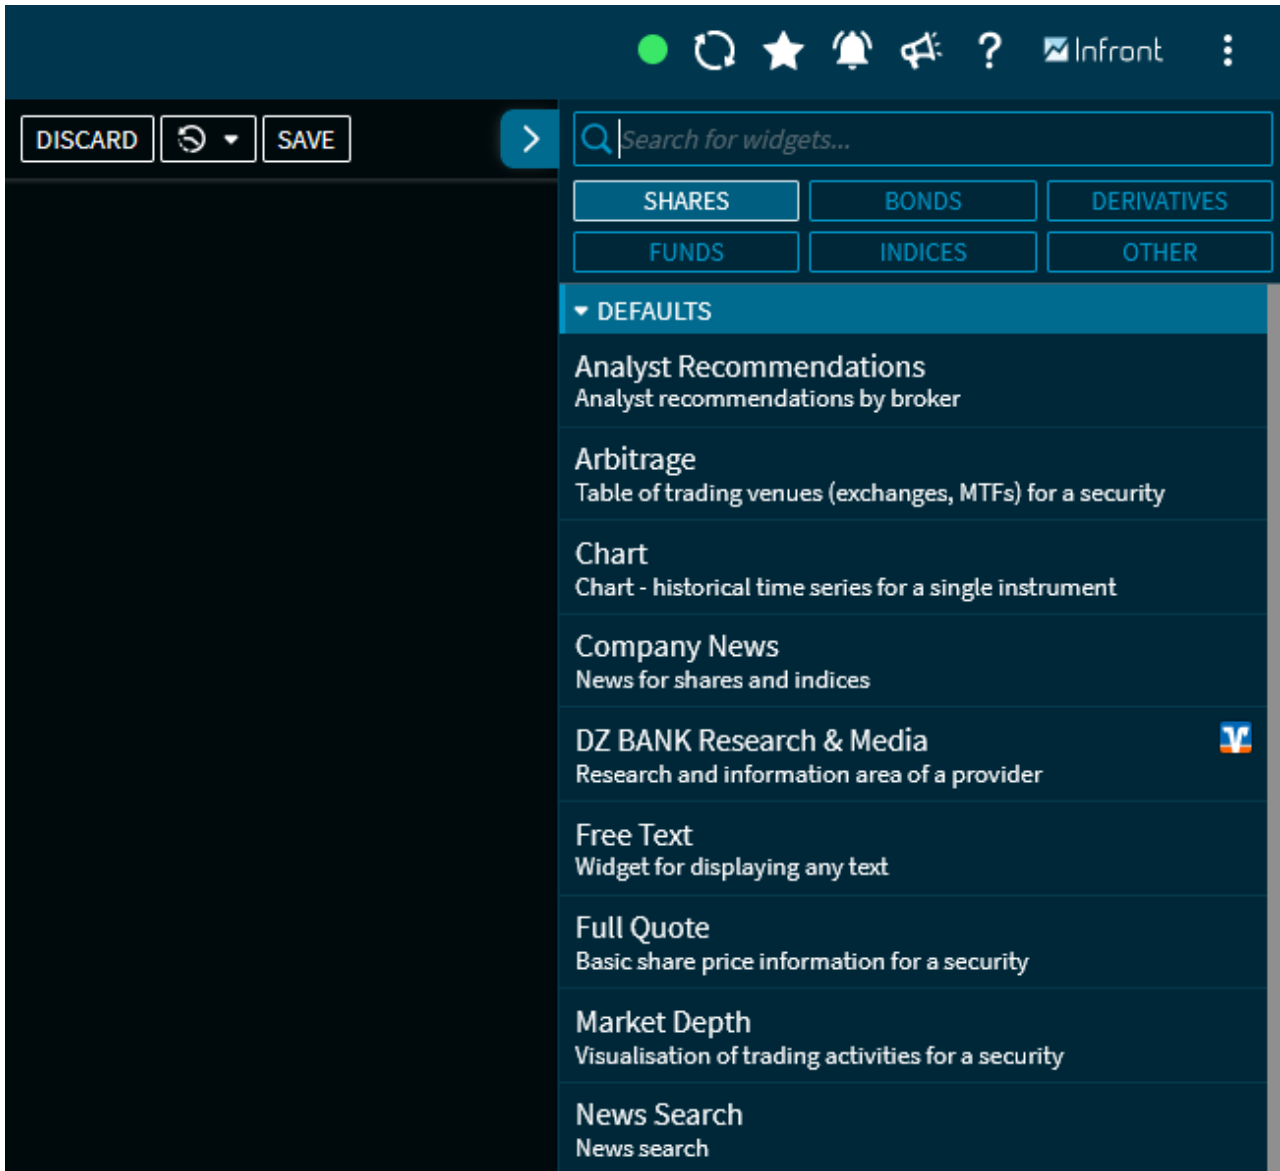 Infront
DISCARD
SAVE
Search for widgets...
SHARES
BONDS
DERIVATIVES
FUNDS
INDICES
OTHER
DEFAULTS
Analyst Recommendations
Analyst recommendations by broker
Arbitrage
Table of trading venues (exchanges, MTFs) for a security
Chart
Chart - historical time series for a single instrument
Company News
News for shares and indices
DZ BANK Research & Media
Research and information area of a provider
Free Text
Widget for displaying any text
Full Quote
Basic share price information for a security
Market Depth
Visualisation of trading activities for a security
News Search
News search